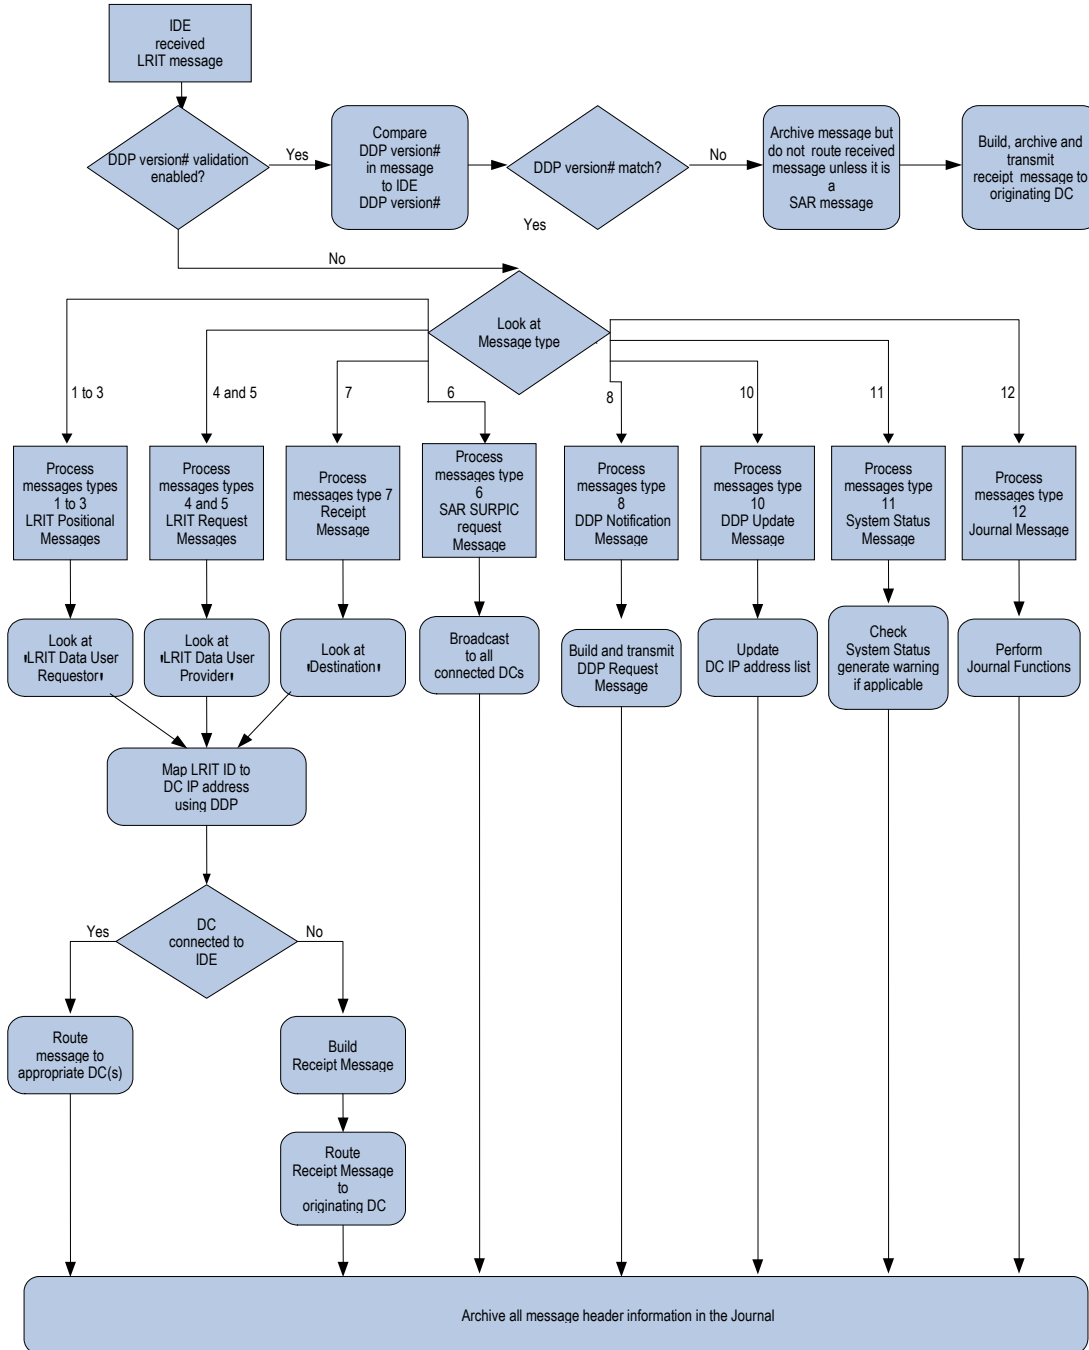 IDE
received
LRIT message
DDP version# validation
enabled?
Yes
Compare
DDP version#
in message
to IDE
DDP version#
DDP version# match?
No
Archive message but
do not route received
message unless it is
a
SAR message
Build, archive and
transmit
receipt message to
originating DC
Yes
No
Look at
Message type
1 to 3
4 and 5
7
6
8
10
11
12
Process
messages types
1 to 3
LRIT Positional
Messages
Process
messages types
4 and 5
LRIT Request
Messages
Process
messages type 7
Receipt
Message
Process
messages type
6
SAR SURPIC
request
Message
Process
messages type
8
DDP Notification
Message
Process
messages type
10
DDP Update
Message
Process
messages type
11
System Status
Message
Process
messages type
12
Journal Message
Look at
'LRIT Data User
Requestor'
Look at
'LRIT Data User
Provider'
Look at
'Destination'
Broadcast
to all
connected DCs
Build and transmit
DDP Request
Message
Update
DC IP address list
Check
System Status
generate warning
if applicable
Perform
Journal Functions
Map LRIT ID to
DC IP address
using DDP
DC
connected to
IDE
Yes
No
Route
message to
appropriate DC(s)
Build
Receipt Message
Route
Receipt Message
to
originating DC
Archive all message header information in the Journal